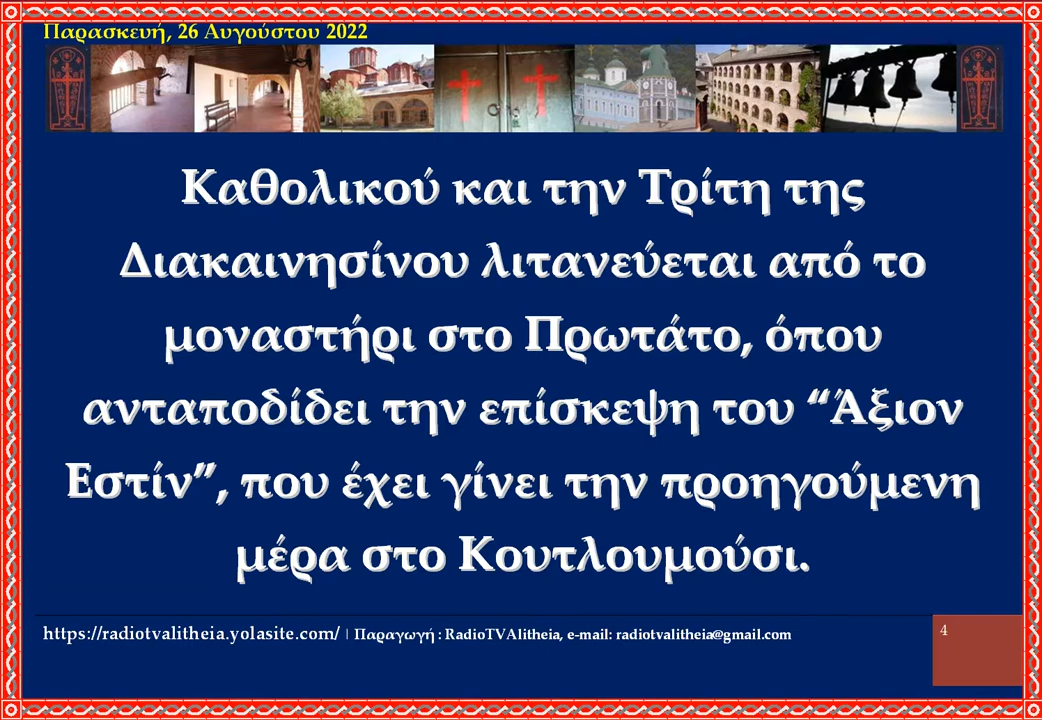 Παρασκευή, 26 Αυγούστου 2022
Καθολικού και την Τρίτη της
Διακαινησίνου λιτανεύεται από το
μοναστήρι στο Πρωτάτο, όπου
ανταποδίδει την επίσκεψη του “Άξιον
Εστίν”, που έχει γίνει την προηγούμενη
μέρα στο Κουτλουμούσι.
https://radiotvalitheia.yolasite.com/ | Παραγωγή : RadioTVAlitheia, e-mail: radiotvalitheia@gmail.com
4